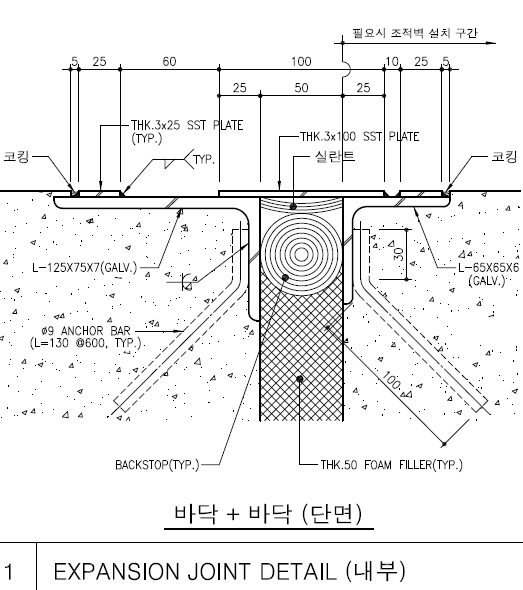 필요시 조적벽 설치 구간
5 25 60 100 10 25 5
25 50 25
THK.3x25 SST PLATE
(TYP.)
THK.3x100 SST PLATE
코킹
TYP.
실란트
코킹
L-125X75X7(GALV.)
30
L-65X65X6
(GALV.)
ø9 ANCHOR BAR
(L=130 @600, TYP.)
100
BACKSTOP(TYP.)
THK.50 FOAM FILLER(TYP.)
바닥 + 바닥 (단면)
1 EXPANSION JOINT DETAIL (내부)